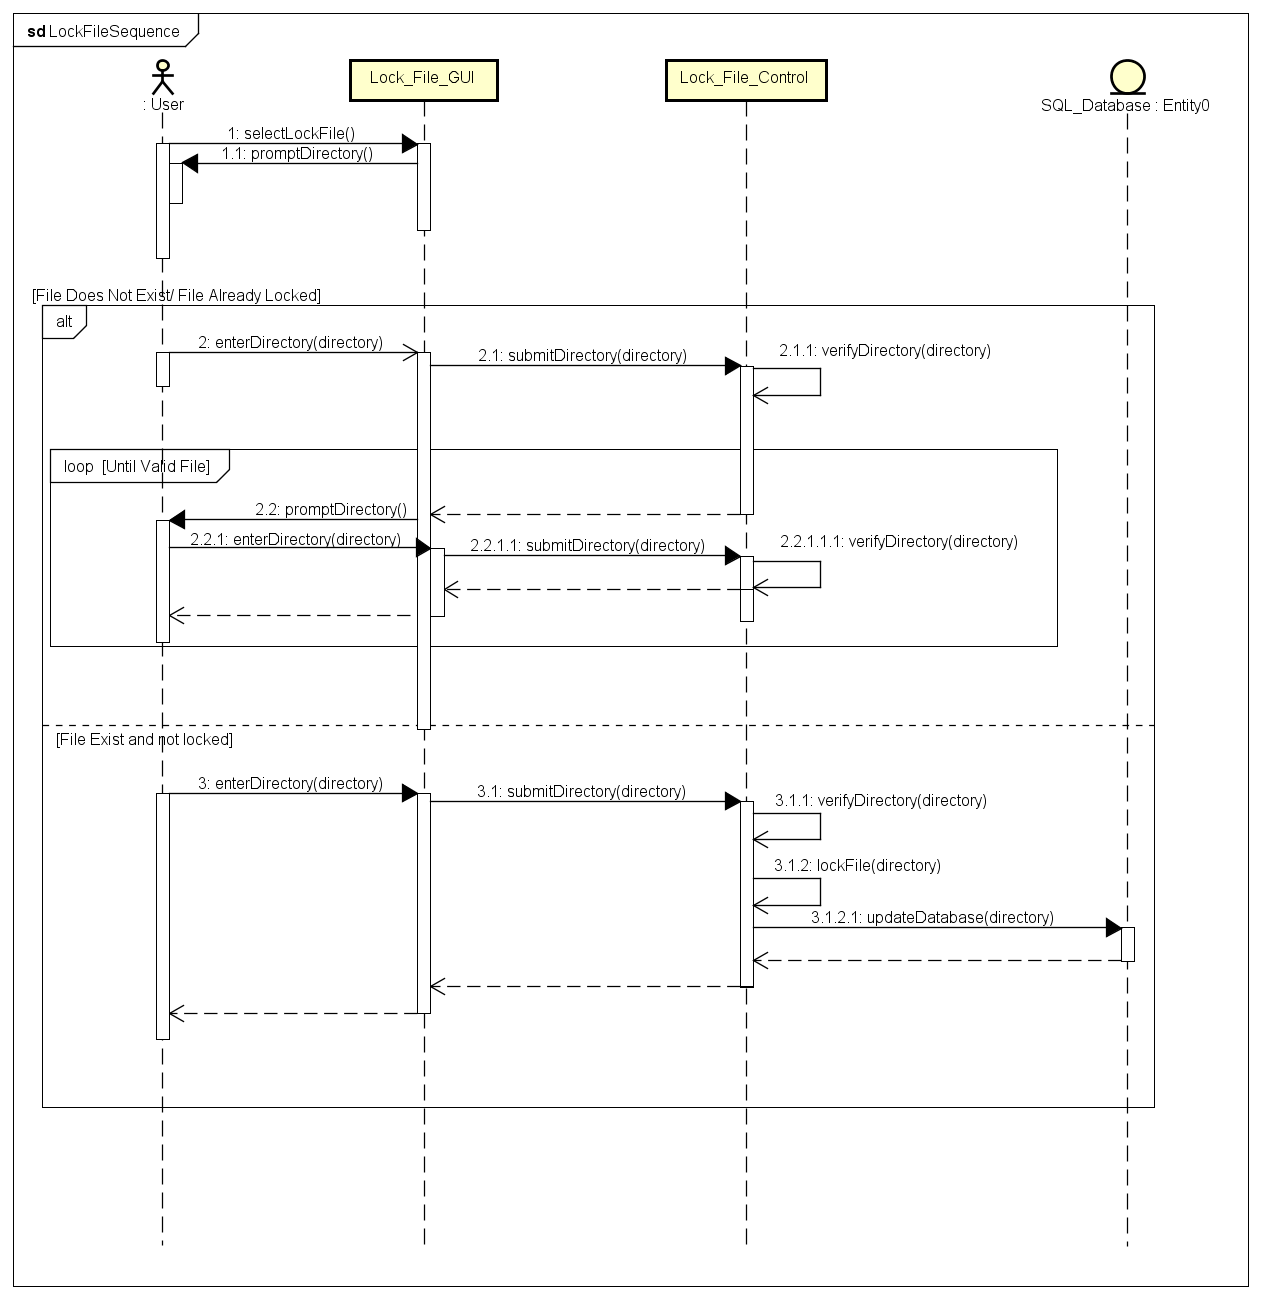 sd LockFileSequence
: User
Lock_File_GUI
Lock_File_Control
SQL_Database : Entity0
1: selectLockFile()
1.1: promptDirectory()
[File Does Not Exist/ File Already Locked]
alt
2: enterDirectory(directory)
2.1: submitDirectory(directory)
2.1.1: verifyDirectory(directory)
loop [Until Valid File]
2.2: promptDirectory()
2.2.1: enterDirectory(directory)
2.2.1.1: submitDirectory(directory)
2.2.1.1.1: verifyDirectory(directory)
[File Exist and not locked]
3: enterDirectory(directory)
3.1: submitDirectory(directory)
3.1.1: verifyDirectory(directory)
3.1.2: lockFile(directory)
3.1.2.1: updateDatabase(directory)